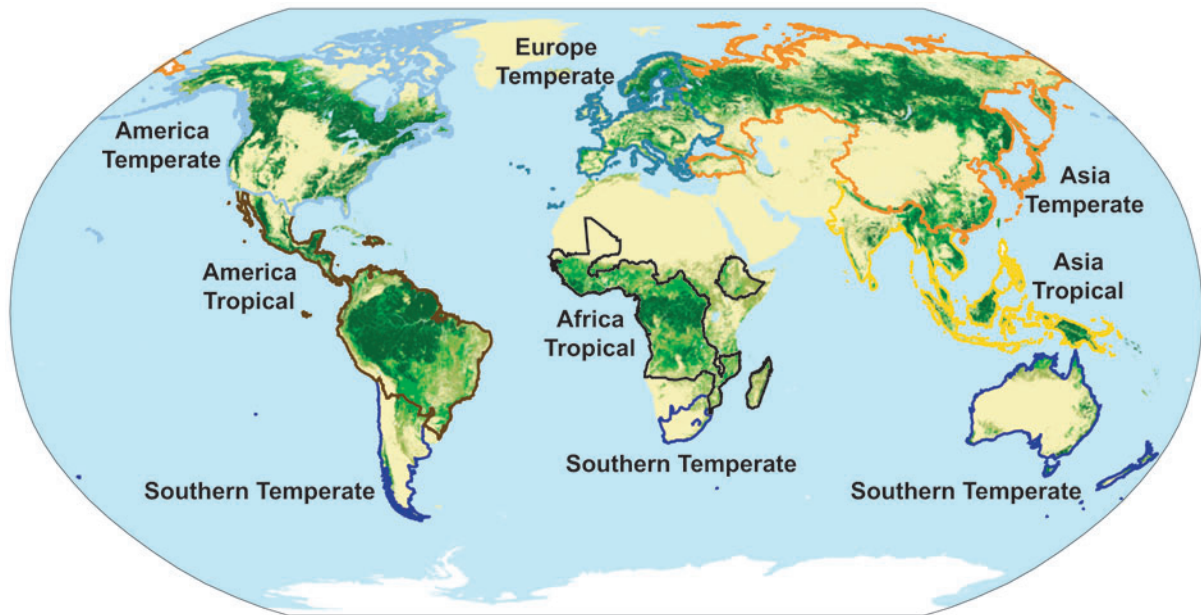 Europe
Temperate
America
Temperate
Asia
Temperate
America
Tropical
Africa
Tropical
Asia
Tropical
Southern Temperate
Southern Temperate
Southern Temperate